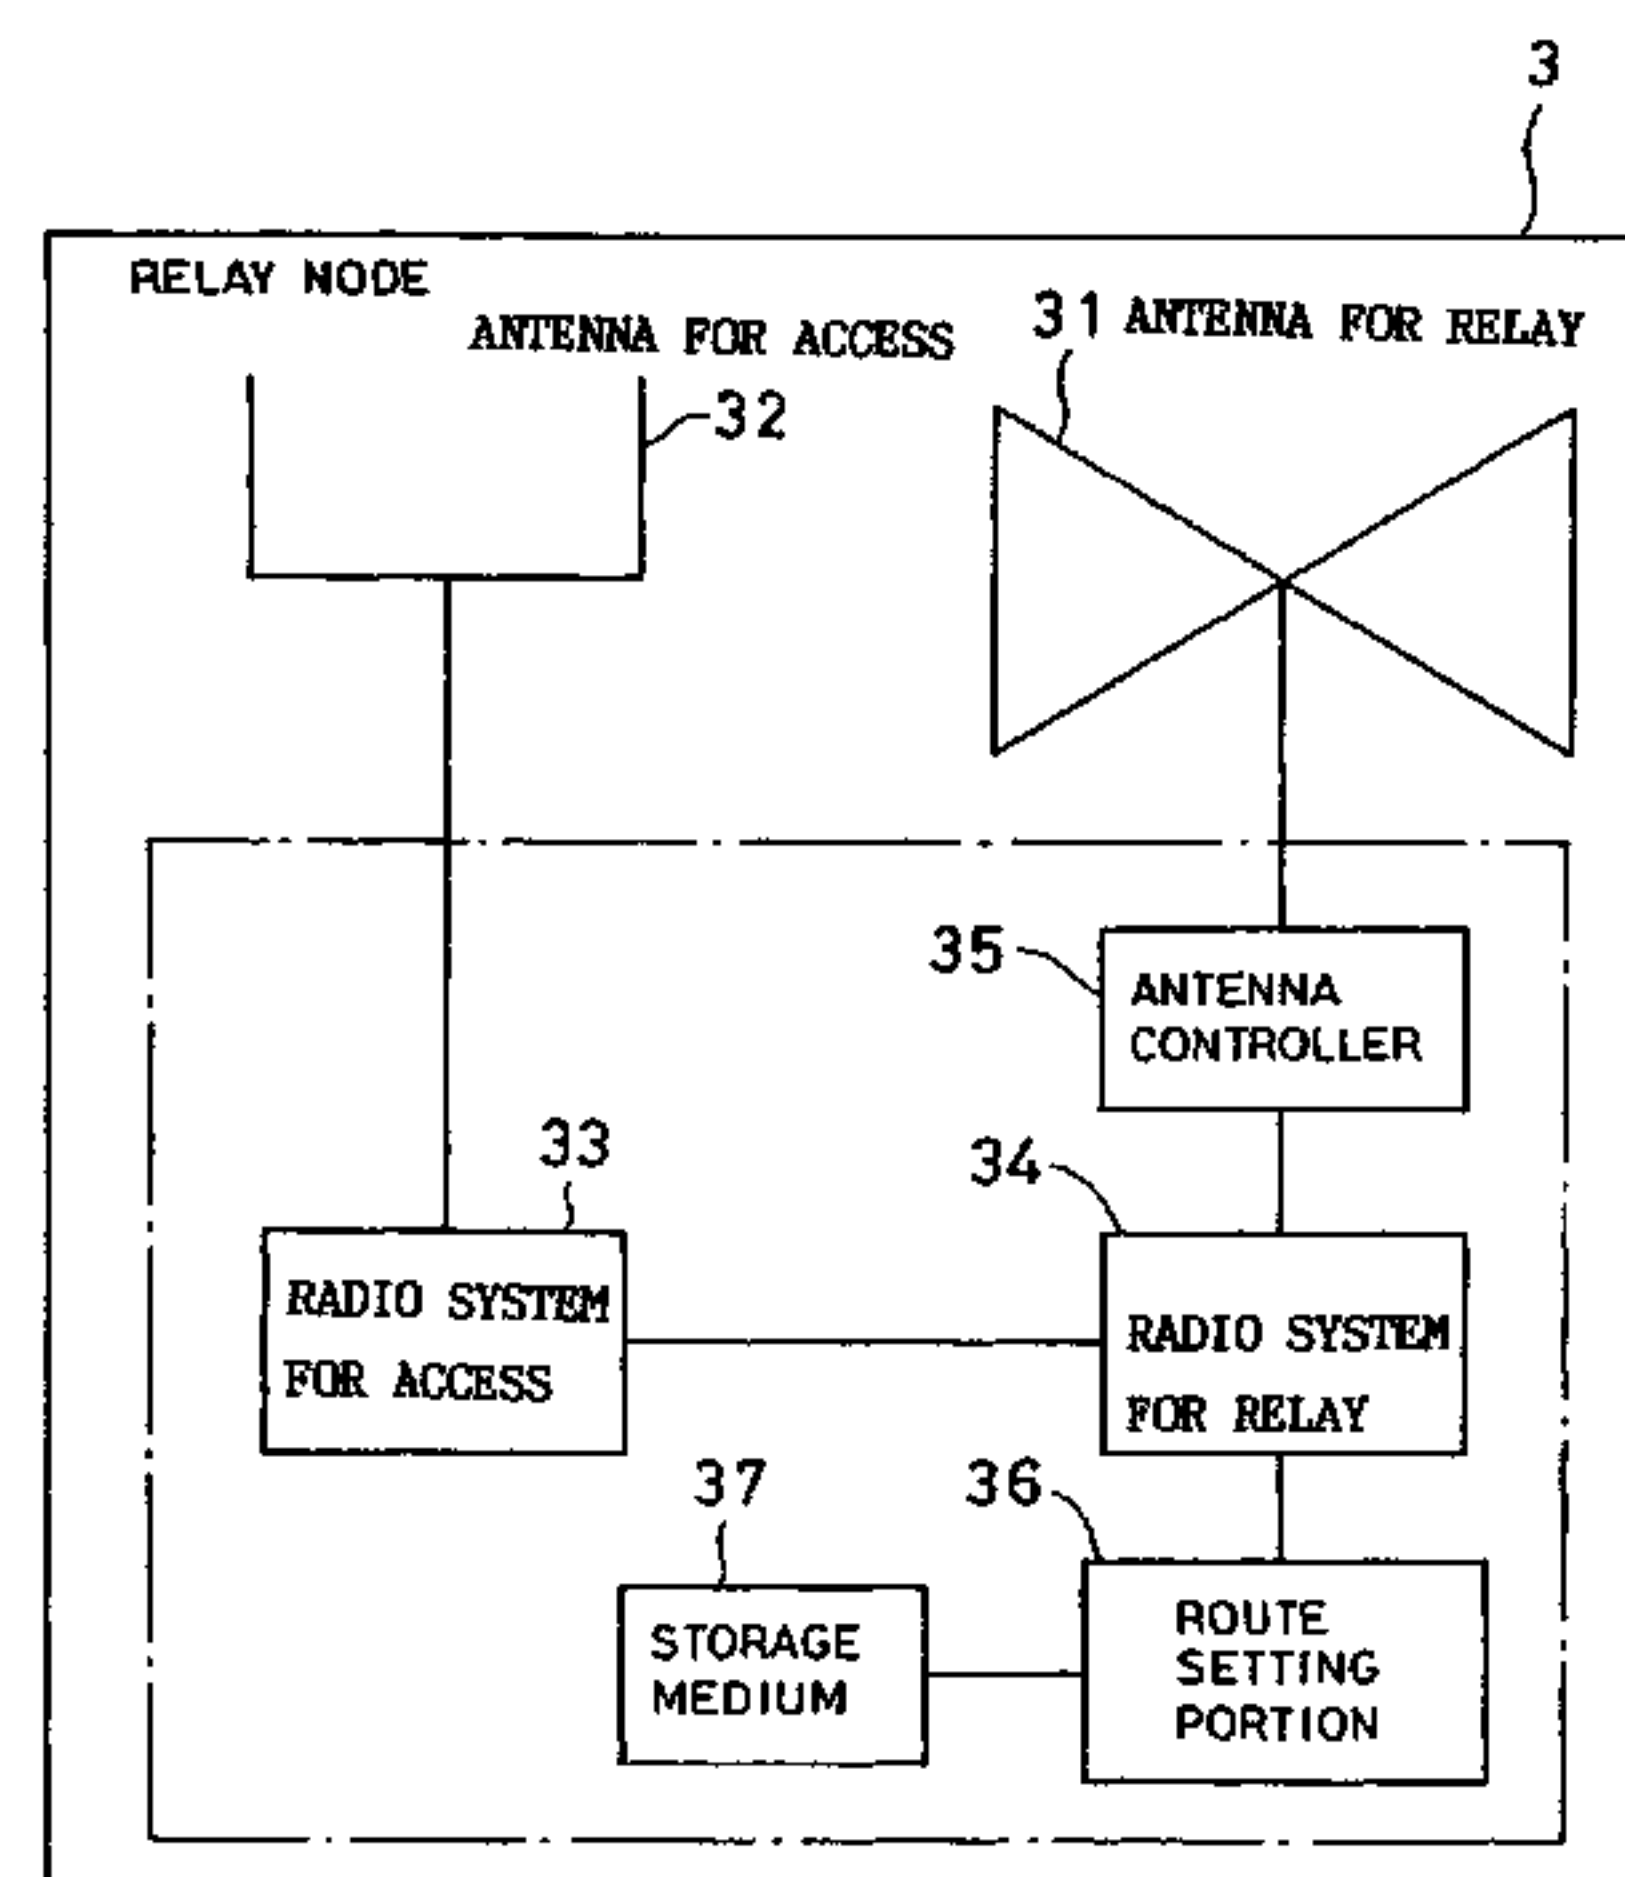 3
RELAY NODE
ANTENNA FOR ACCESS
31 ANTENNA FOR RELAY
32
35
ANTENNA
CONTROLLER
33
34
RADIO SYSTEM
FOR ACCESS
RADIO SYSTEM
FOR RELAY
37
36
STORAGE
MEDIUM
ROUTE
SETTING
PORTION